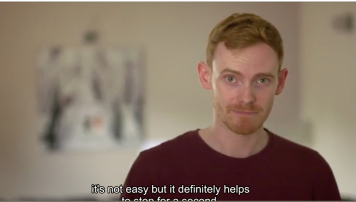 it's not easy but it definitely helps
to stop for a second